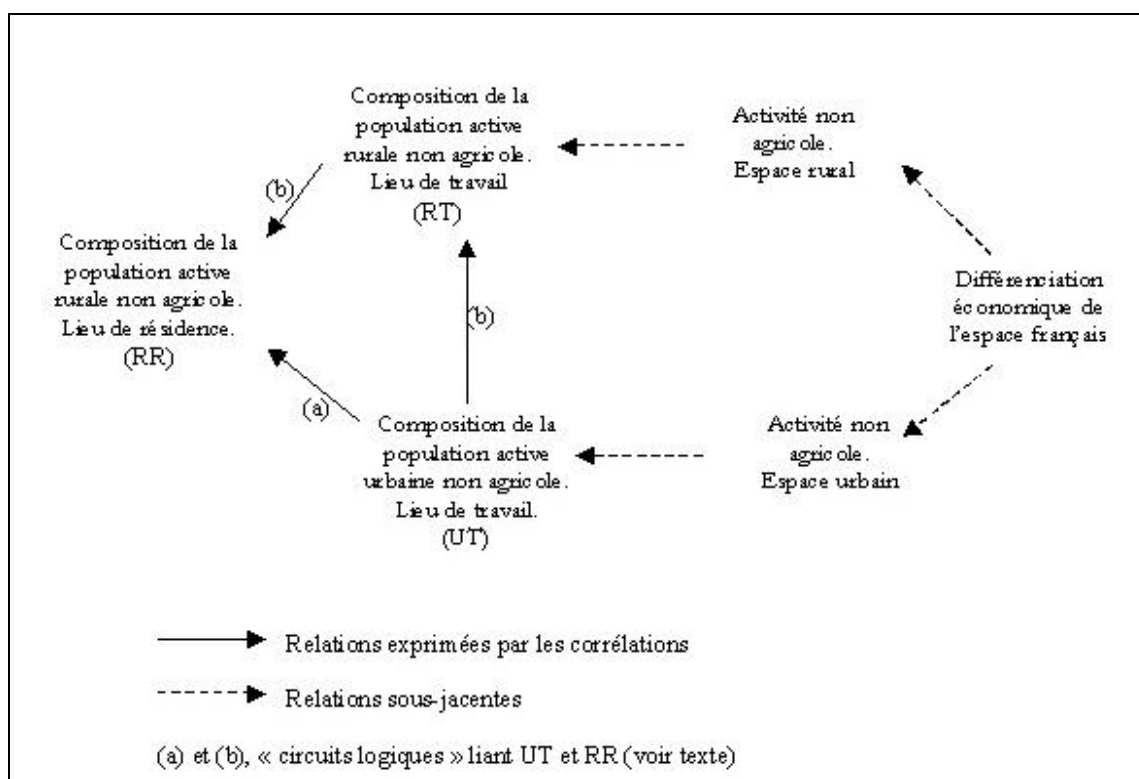 Composition de la
population active
rurale non agricole.
Lieu de travail
(RT)
Activité non
agricole.
Espace rural
(b)
Composition de la
population active
rurale non agricole.
Lieu de résidence.
(RR)
(b)
Différenciation
économique de
l'espace français
(a)
Composition de la
population active
urbaine non agricole.
Lieu de travail.
(UT)
Activité non
agricole.
Espace urbain
Relations exprimées par les corrélations
Relations sous-jacentes
(a) et (b), « circuits logiques » liant UT et RR (voir texte)